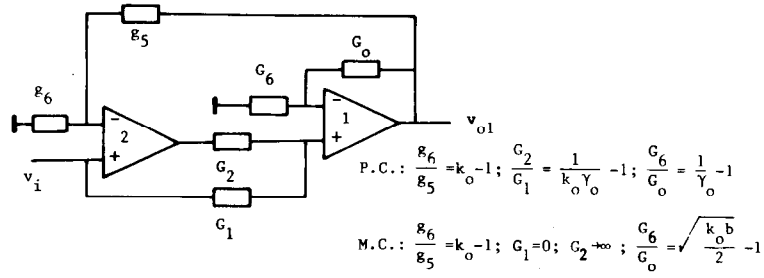 g5
Go
G6
g6
−
2
+
−
1
+
vo1
vi
G2
G1
P.C.: g6/g5 = ko-1; G2/G1 = 1/(koγo) -1; G6/Go = 1/γo -1
M.C.: g6/g5 = ko-1; G1=0; G2→∞; G6/Go = √(kob/2) -1